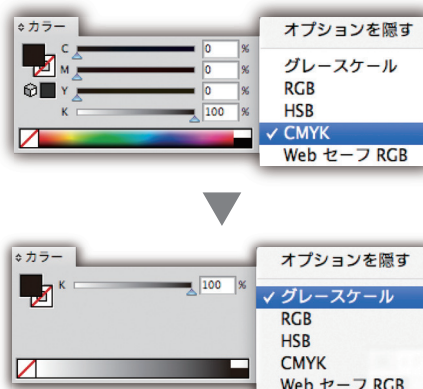 カラー
C 0 %
M 0 %
Y 0 %
K 100 %
オプションを隠す
グレースケール
RGB
HSB
✓ CMYK
Web セーフ RGB
カラー
K 100 %
オプションを隠す
✓ グレースケール
RGB
HSB
CMYK
Web セーフ RGB